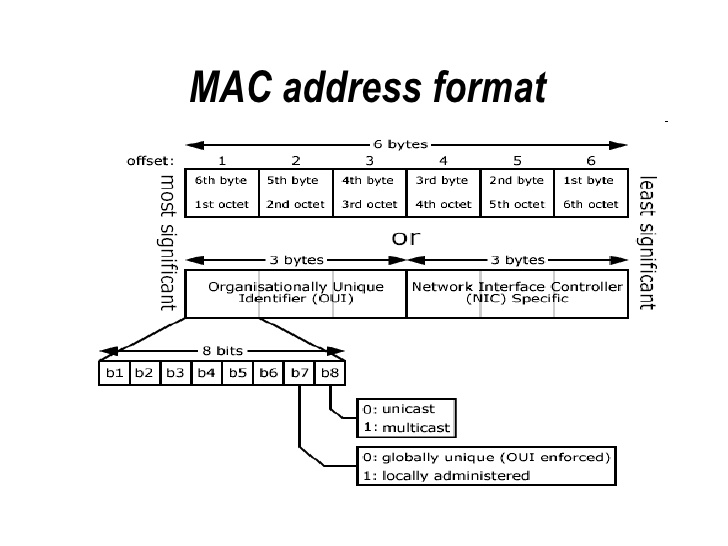 MAC address format
6 bytes
offset: 1 2 3 4 5 6
6th byte 5th byte 4th byte 3rd byte 2nd byte 1st byte
1st octet 2nd octet 3rd octet 4th octet 5th octet 6th octet
most significant
least significant
or
3 bytes 3 bytes
Organisationally Unique
Identifier (OUI)
Network Interface Controller
(NIC) Specific
8 bits
b1 b2 b3 b4 b5 b6 b7 b8
0: unicast
1: multicast
0: globally unique (OUI enforced)
1: locally administered